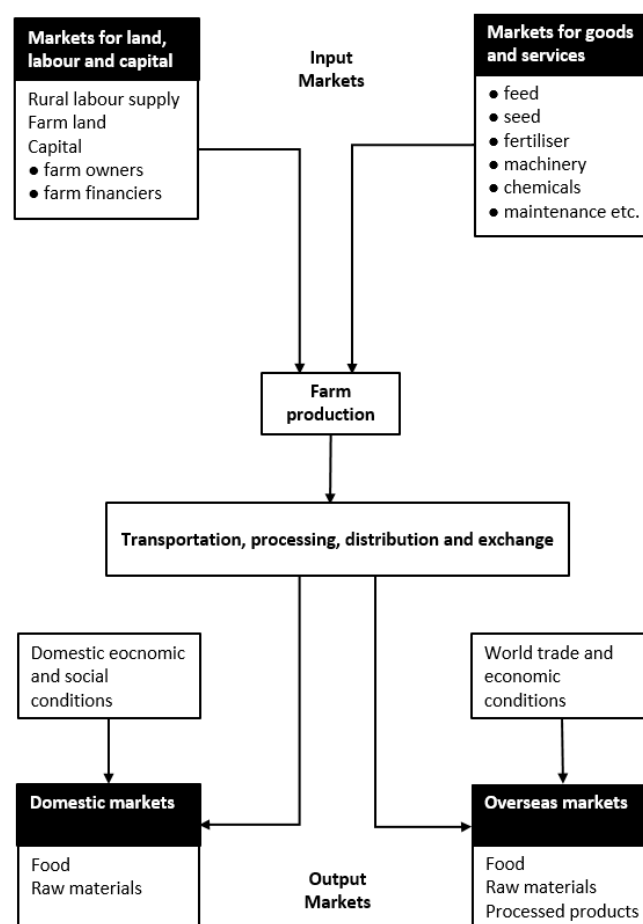 Markets for land,
labour and capital
Rural labour supply
Farm land
Capital
● farm owners
● farm financiers
Input
Markets
Markets for goods
and services
● feed
● seed
● fertiliser
● machinery
● chemicals
● maintenance etc.
Farm
production
Transportation, processing, distribution and exchange
Domestic eocnomic
and social
conditions
World trade and
economic
conditions
Domestic markets
Food
Raw materials
Output
Markets
Overseas markets
Food
Raw materials
Processed products